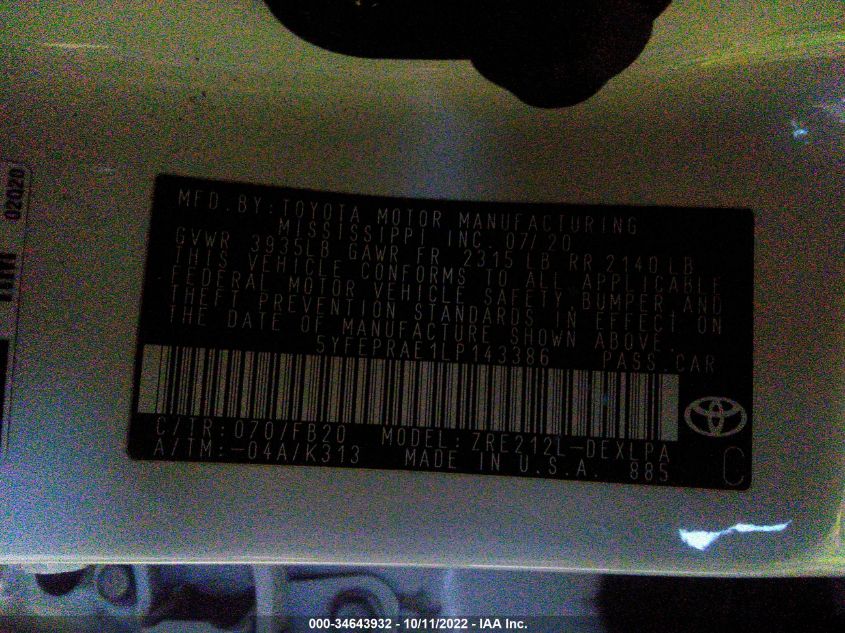 MFD. BY: TOYOTA MOTOR MANUFACTURING
MISSISSIPPI INC. 07/20
GVWR 3935LB GAWR FR 2315 LB RR 2140 LB
THIS VEHICLE CONFORMS TO ALL APPLICABLE
FEDERAL MOTOR VEHICLE SAFETY, BUMPER AND
THEFT PREVENTION STANDARDS IN EFFECT ON
THE DATE OF MANUFACTURE SHOWN ABOVE.
5YFEPRAE1LP143386 PASS. CAR
C/TR: 070/FB20 MODEL: ZRE212L-DEXLPA
A/TM: -04A/K313 MADE IN U.S.A. 885
C
02020
000-34643932 - 10/11/2022 - IAA Inc.